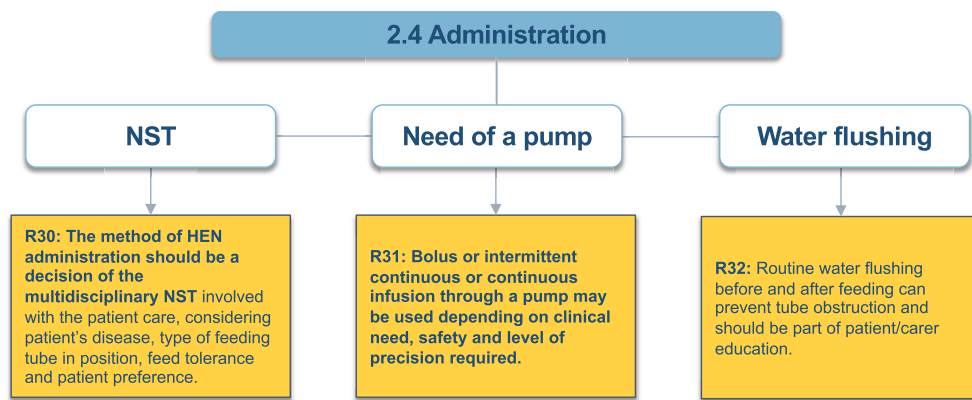 2.4 Administration
NST
Need of a pump
Water flushing
R30: The method of HEN
administration should be a
decision of the
multidisciplinary NST involved
with the patient care, considering
patient’s disease, type of feeding
tube in position, feed tolerance
and patient preference.
R31: Bolus or intermittent
continuous or continuous
infusion through a pump may
be used depending on clinical
need, safety and level of
precision required.
R32: Routine water flushing
before and after feeding can
prevent tube obstruction and
should be part of patient/carer
education.